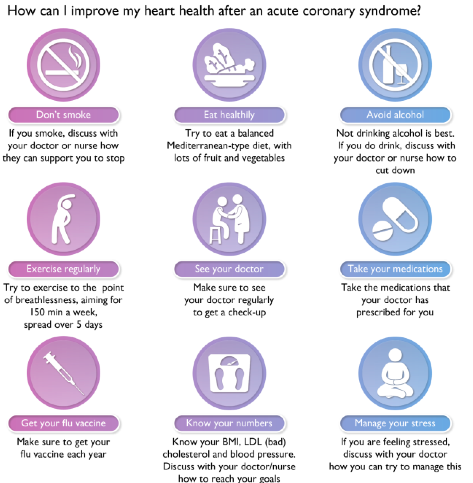 How can I improve my heart health after an acute coronary syndrome?
Don't smoke
If you smoke, discuss with
your doctor or nurse how
they can support you to stop
Eat healthily
Try to eat a balanced
Mediterranean-type diet, with
lots of fruit and vegetables
Avoid alcohol
Not drinking alcohol is best.
If you do drink, discuss with
your doctor or nurse how to
cut down
Exercise regularly
Try to exercise to the point
of breathlessness, aiming for
150 min a week,
spread over 5 days
See your doctor
Make sure to see
your doctor regularly
to get a check-up
Take your medications
Take the medications that
your doctor has
prescribed for you
Get your flu vaccine
Make sure to get your
flu vaccine each year
Know your numbers
Know your BMI, LDL (bad)
cholesterol and blood pressure.
Discuss with your doctor/nurse
how to reach your goals
Manage your stress
If you are feeling stressed,
discuss with your doctor
how you can try to manage this